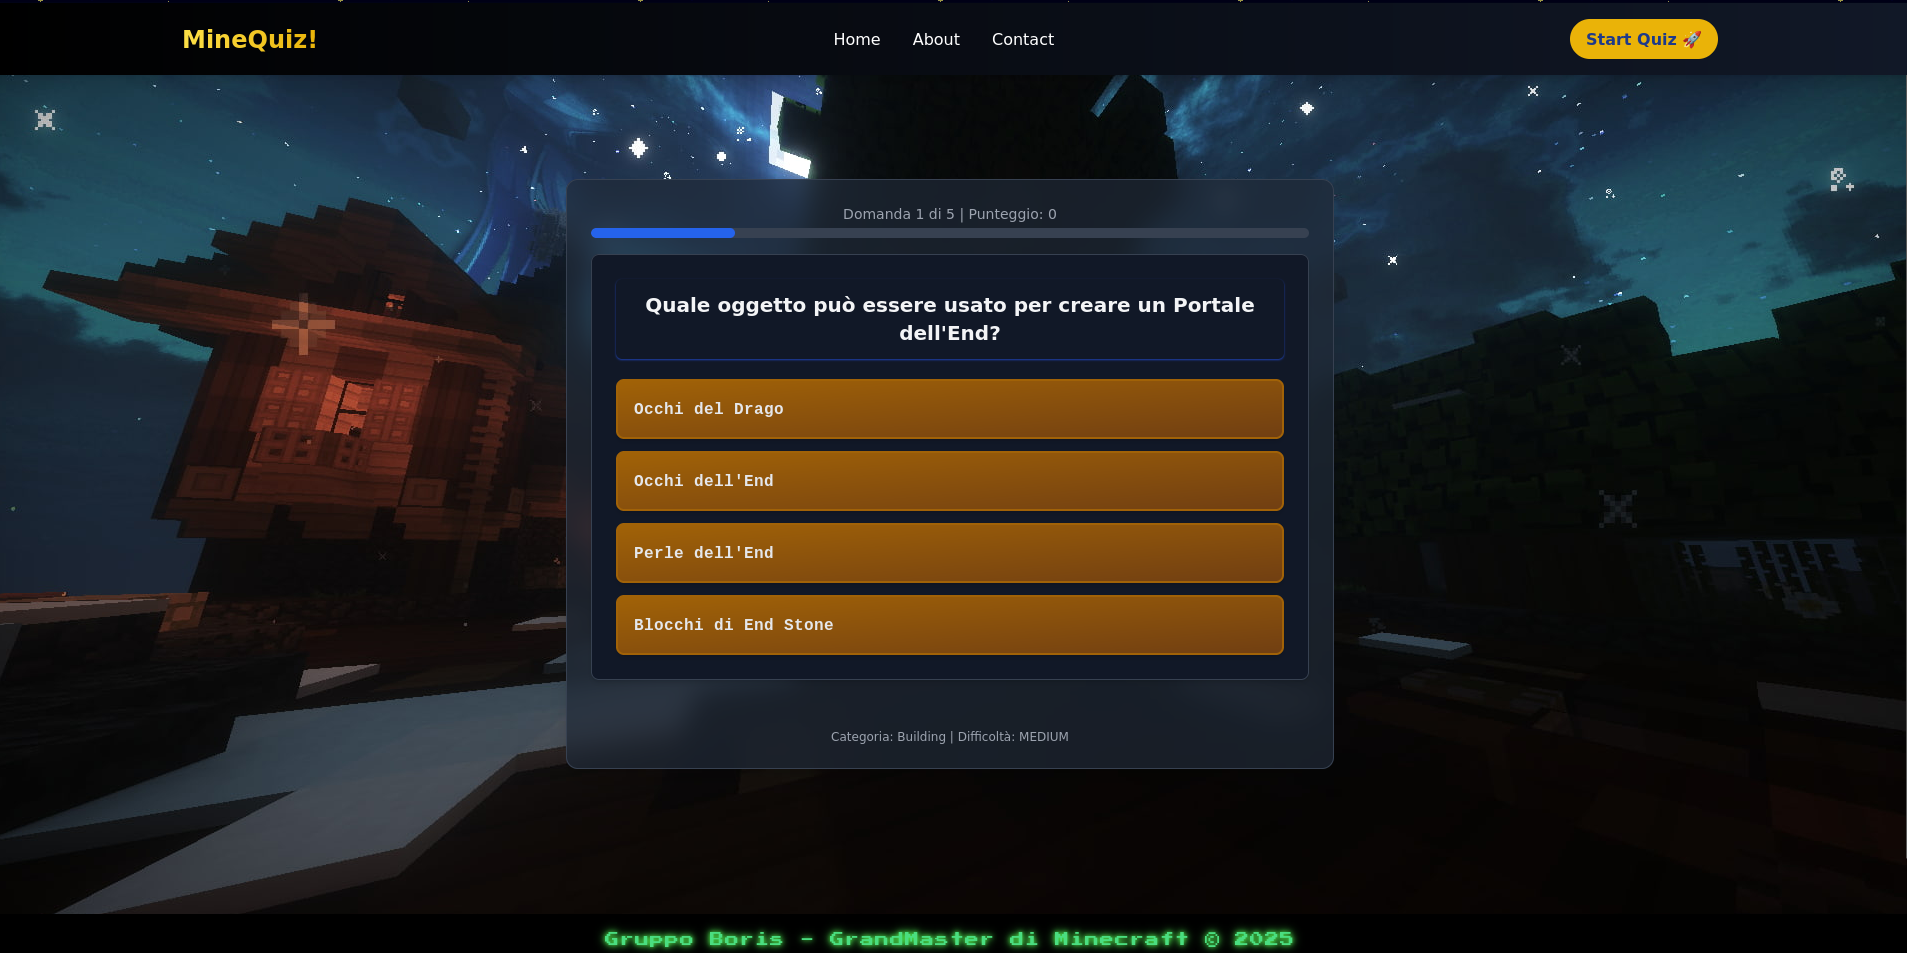 MineQuiz!
Home
About
Contact
Start Quiz 🚀
Domanda 1 di 5 | Punteggio: 0
Quale oggetto può essere usato per creare un Portale
dell'End?
Occhi del Drago
Occhi dell'End
Perle dell'End
Blocchi di End Stone
Categoria: Building | Difficoltà: MEDIUM
Gruppo Boris - GrandMaster di Minecraft © 2025